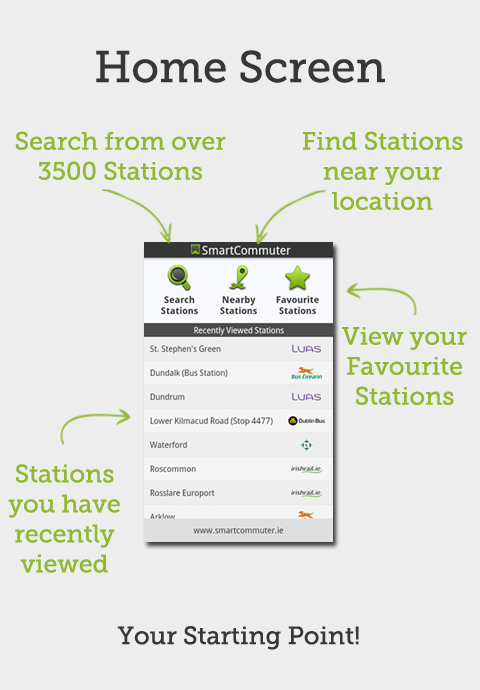 Home Screen
Search from over
3500 Stations
Find Stations
near your
location
SmartCommuter
Search
Stations
Nearby
Stations
Favourite
Stations
Recently Viewed Stations
St. Stephen's Green
LUAS
Dundalk (Bus Station)
Bus Éireann
Dundrum
LUAS
Lower Kilmacud Road (Stop 4477)
Dublin Bus
Waterford
Roscommon
irishrail.ie
Rosslare Europort
irishrail.ie
Arklow
www.smartcommuter.ie
View your
Favourite
Stations
Stations
you have
recently
viewed
Your Starting Point!